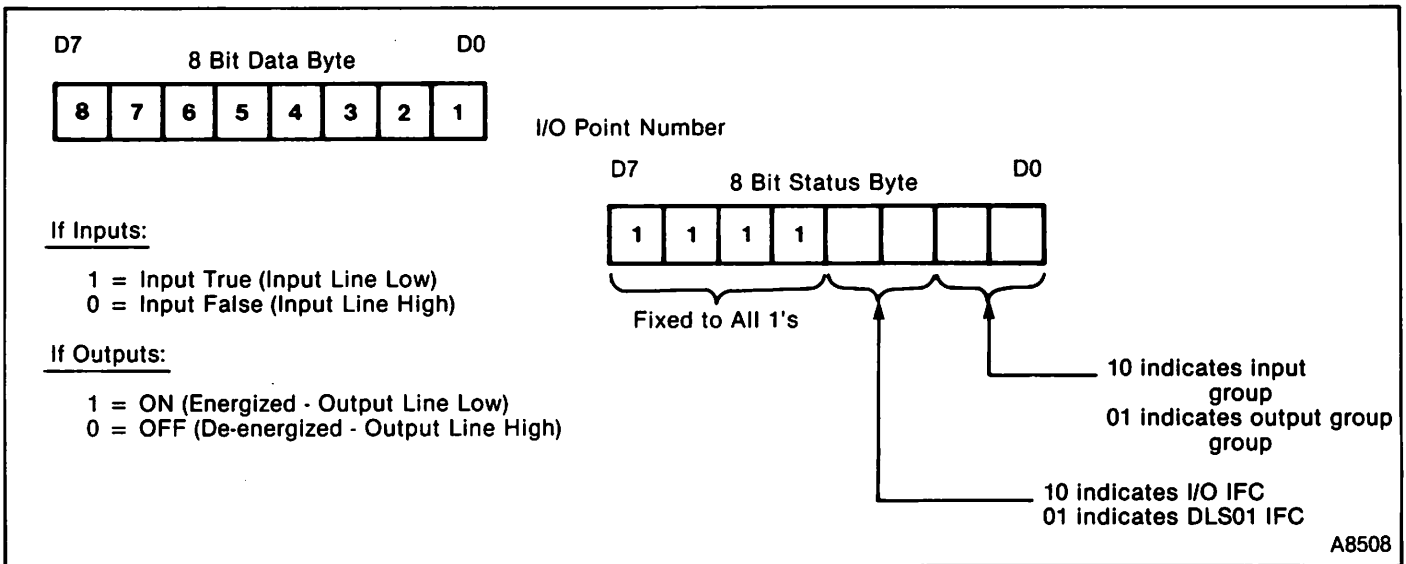 D7 D0
8 Bit Data Byte
8 7 6 5 4 3 2 1
I/O Point Number
D7 D0
8 Bit Status Byte
1 1 1 1
Fixed to All 1's
If Inputs:
1 = Input True (Input Line Low)
0 = Input False (Input Line High)
If Outputs:
1 = ON (Energized - Output Line Low)
0 = OFF (De-energized - Output Line High)
10 indicates input
group
01 indicates output group
group
10 indicates I/O IFC
01 indicates DLS01 IFC
A8508